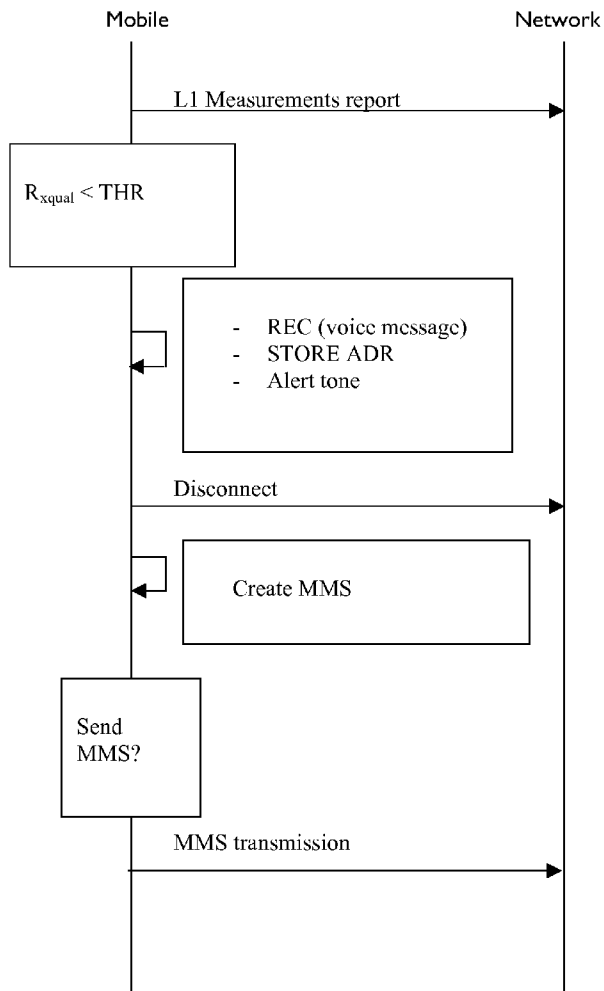 Mobile Network
L1 Measurements report
Rxqual < THR
- REC (voice message)
- STORE ADR
- Alert tone
Disconnect
Create MMS
Send
MMS?
MMS transmission